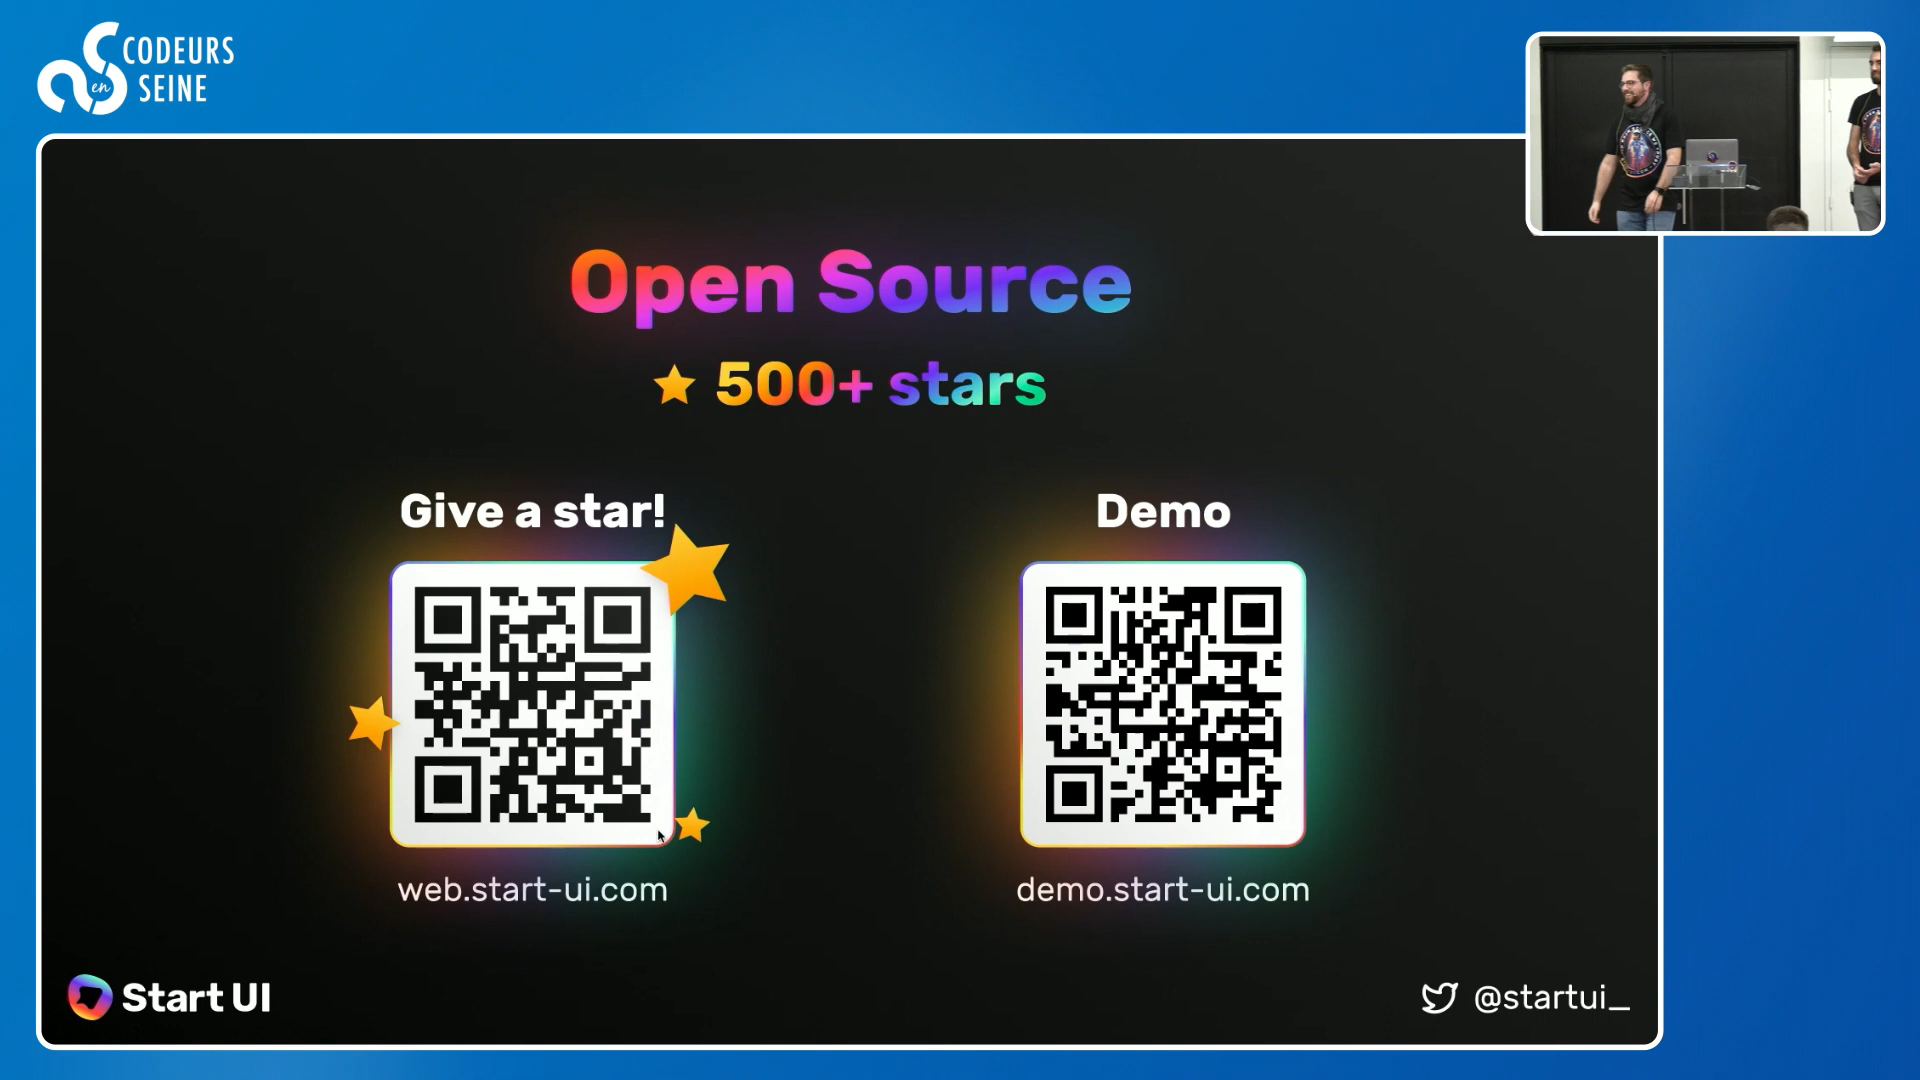 CODEURS
en
SEINE
Open Source
500+ stars
Give a star!
Demo
web.start-ui.com
demo.start-ui.com
Start UI
@startui_